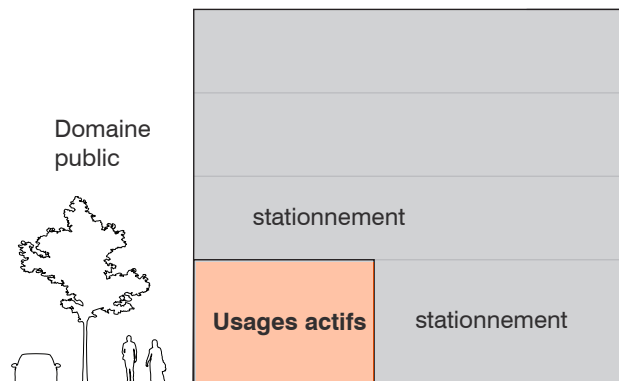 Domaine
public
stationnement
Usages actifs
stationnement